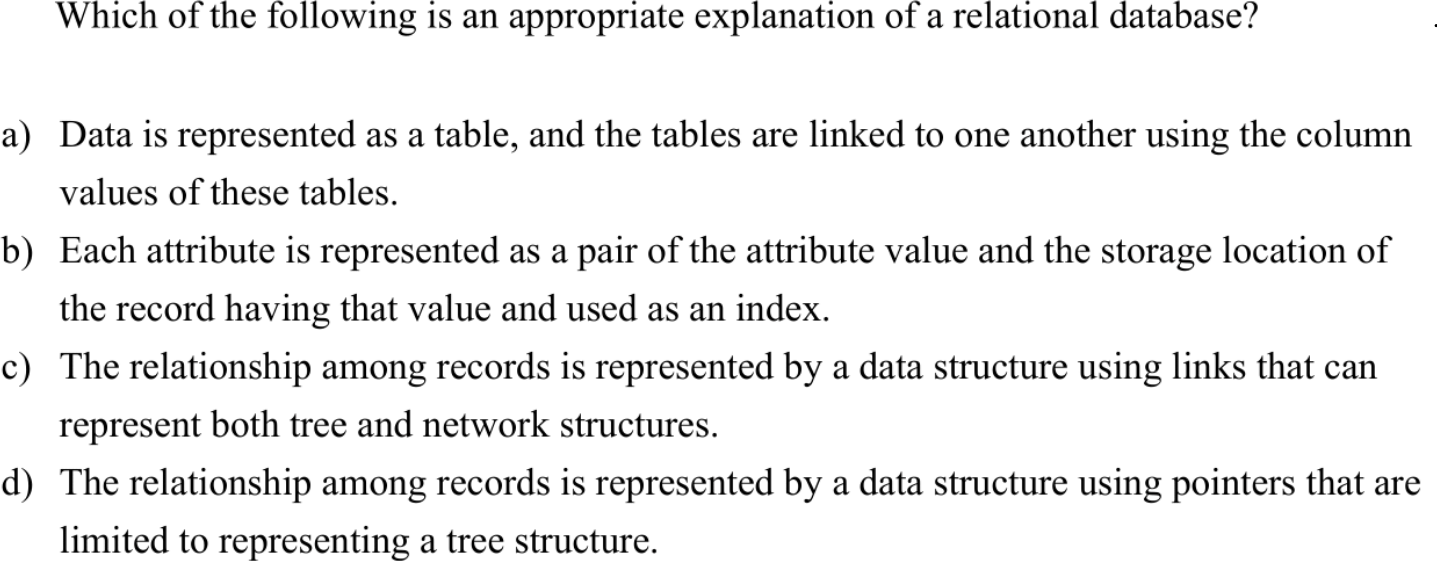 Which of the following is an appropriate explanation of a relational database?
a) Data is represented as a table, and the tables are linked to one another using the column
values of these tables.
b) Each attribute is represented as a pair of the attribute value and the storage location of
the record having that value and used as an index.
c) The relationship among records is represented by a data structure using links that can
represent both tree and network structures.
d) The relationship among records is represented by a data structure using pointers that are
limited to representing a tree structure.